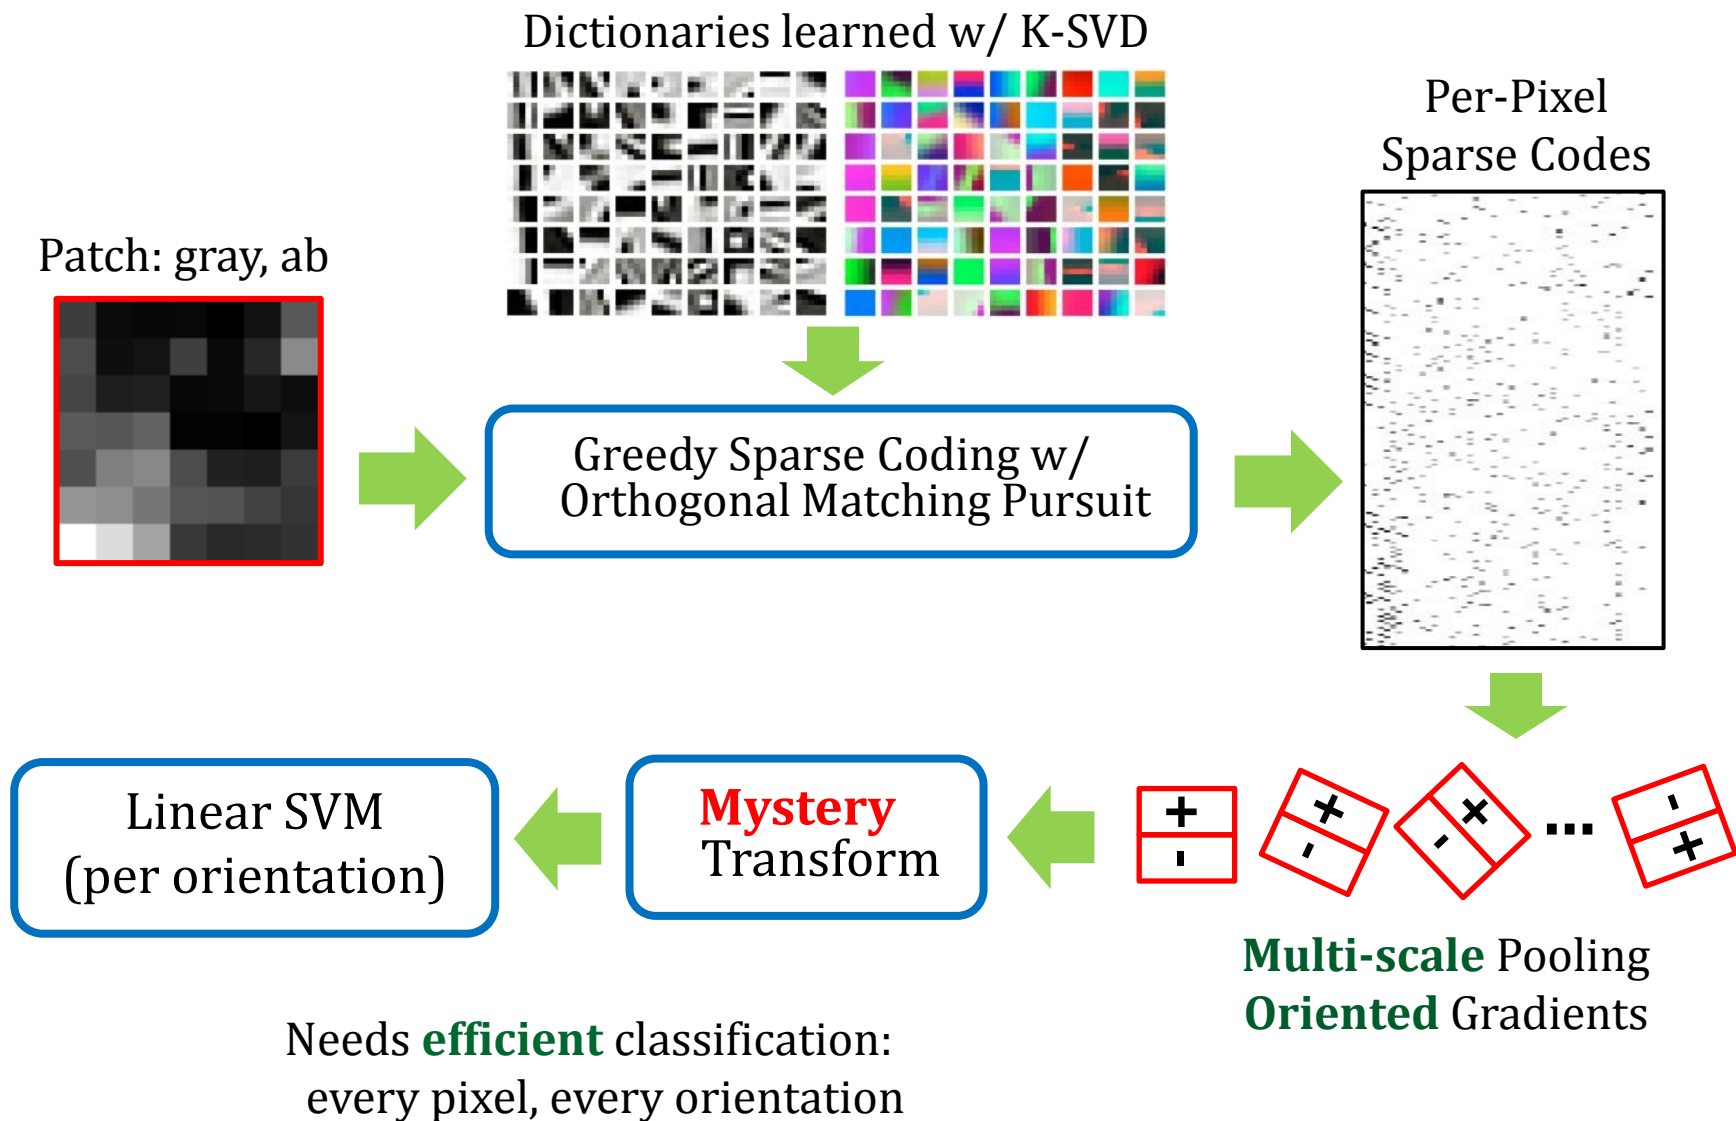 Dictionaries learned w/ K-SVD
Per-Pixel
Sparse Codes
Patch: gray, ab
Greedy Sparse Coding w/
Orthogonal Matching Pursuit
Linear SVM
(per orientation)
Mystery
Transform
+
-
+
-
+
-
...
-
+
Multi-scale Pooling
Oriented Gradients
Needs efficient classification:
every pixel, every orientation